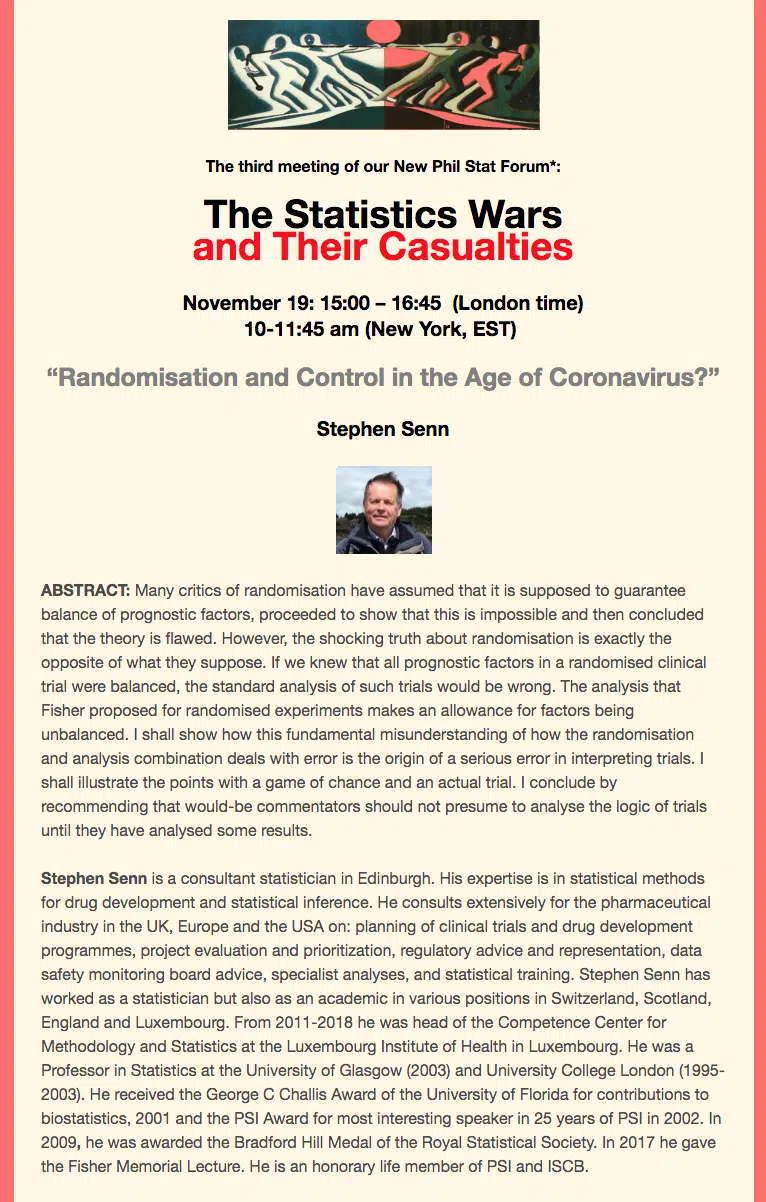 The third meeting of our New Phil Stat Forum*:
The Statistics Wars
and Their Casualties
November 19: 15:00 – 16:45  (London time)
10-11:45 am (New York, EST)
“Randomisation and Control in the Age of Coronavirus?”
Stephen Senn
ABSTRACT: Many critics of randomisation have assumed that it is supposed to guarantee
balance of prognostic factors, proceeded to show that this is impossible and then concluded
that the theory is flawed. However, the shocking truth about randomisation is exactly the
opposite of what they suppose. If we knew that all prognostic factors in a randomised clinical
trial were balanced, the standard analysis of such trials would be wrong. The analysis that
Fisher proposed for randomised experiments makes an allowance for factors being
unbalanced. I shall show how this fundamental misunderstanding of how the randomisation
and analysis combination deals with error is the origin of a serious error in interpreting trials. I
shall illustrate the points with a game of chance and an actual trial. I conclude by
recommending that would-be commentators should not presume to analyse the logic of trials
until they have analysed some results.
Stephen Senn is a consultant statistician in Edinburgh. His expertise is in statistical methods
for drug development and statistical inference. He consults extensively for the pharmaceutical
industry in the UK, Europe and the USA on: planning of clinical trials and drug development
programmes, project evaluation and prioritization, regulatory advice and representation, data
safety monitoring board advice, specialist analyses, and statistical training. Stephen Senn has
worked as a statistician but also as an academic in various positions in Switzerland, Scotland,
England and Luxembourg. From 2011-2018 he was head of the Competence Center for
Methodology and Statistics at the Luxembourg Institute of Health in Luxembourg. He was a
Professor in Statistics at the University of Glasgow (2003) and University College London (1995-
2003). He received the George C Challis Award of the University of Florida for contributions to
biostatistics, 2001 and the PSI Award for most interesting speaker in 25 years of PSI in 2002. In
2009, he was awarded the Bradford Hill Medal of the Royal Statistical Society. In 2017 he gave
the Fisher Memorial Lecture. He is an honorary life member of PSI and ISCB.